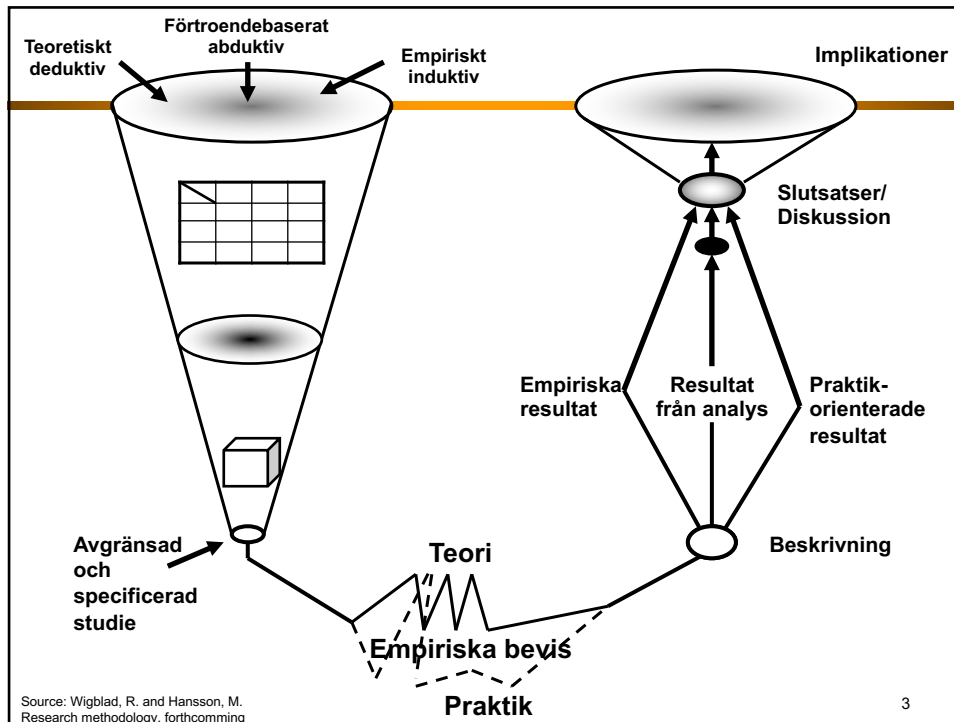 Teoretiskt
deduktiv
Förtroendebaserat
abduktiv
Empiriskt
induktiv
Implikationer
Slutsatser/
Diskussion
Empiriska
resultat
Resultat
från analys
Praktik-
orienterade
resultat
Avgränsad
och
specificerad
studie
Teori
Beskrivning
Empiriska bevis
Praktik
Source: Wigblad, R. and Hansson, M.
Research methodology, forthcomming
3